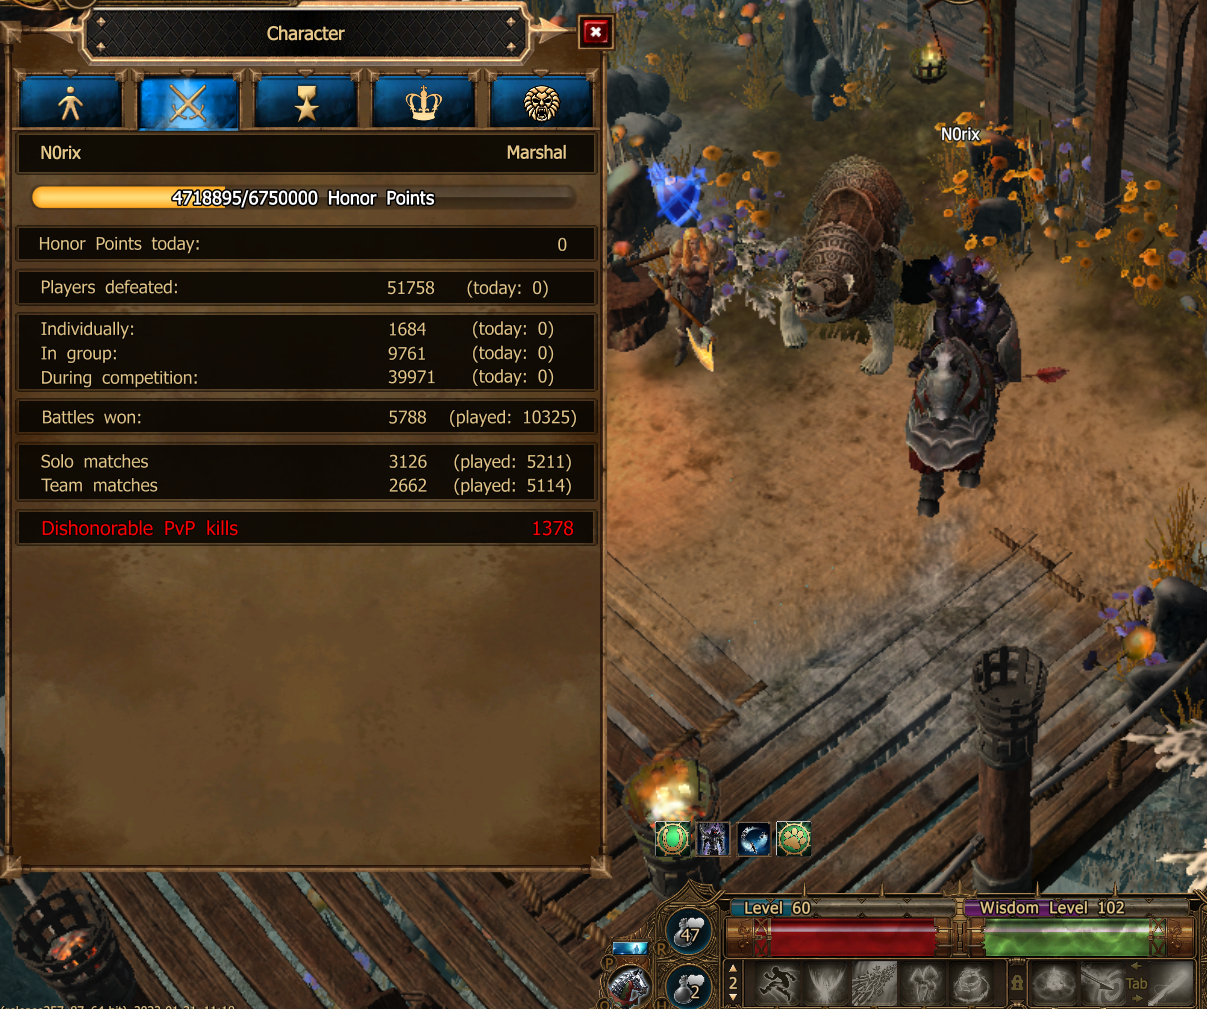 Character
N0rix Marshal
4718895/6750000 Honor Points
Honor Points today: 0
Players defeated: 51758 (today: 0)
Individually: 1684 (today: 0)
In group: 9761 (today: 0)
During competition: 39971 (today: 0)
Battles won: 5788 (played: 10325)
Solo matches 3126 (played: 5211)
Team matches 2662 (played: 5114)
Dishonorable PvP kills 1378
N0rix
Level 60 Wisdom Level 102
47
R
P
2
2
Tab
H